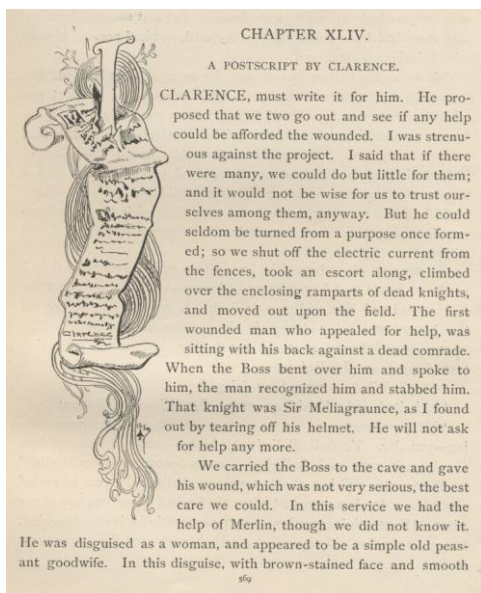 CHAPTER XLIV.
A POSTSCRIPT BY CLARENCE.
I
CLARENCE, must write it for him. He pro-
posed that we two go out and see if any help
could be afforded the wounded. I was strenu-
ous against the project. I said that if there
were many, we could do but little for them;
and it would not be wise for us to trust our-
selves among them, anyway. But he could
seldom be turned from a purpose once form-
ed; so we shut off the electric current from
the fences, took an escort along, climbed
over the enclosing ramparts of dead knights,
and moved out upon the field. The first
wounded man who appealed for help, was
sitting with his back against a dead comrade.
When the Boss bent over him and spoke to
him, the man recognized him and stabbed him.
That knight was Sir Meliagraunce, as I found
out by tearing off his helmet. He will not ask
for help any more.
We carried the Boss to the cave and gave
his wound, which was not very serious, the best
care we could. In this service we had the
help of Merlin, though we did not know it.
He was disguised as a woman, and appeared to be a simple old peas-
ant goodwife. In this disguise, with brown-stained face and smooth
569
Clarence